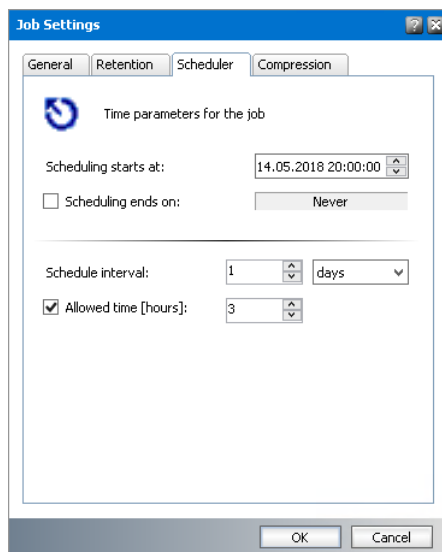 Job Settings
General Retention Scheduler Compression
Time parameters for the job
Scheduling starts at: 14.05.2018 20:00:00
Scheduling ends on: Never
Schedule interval: 1 days
Allowed time [hours]: 3
OK Cancel